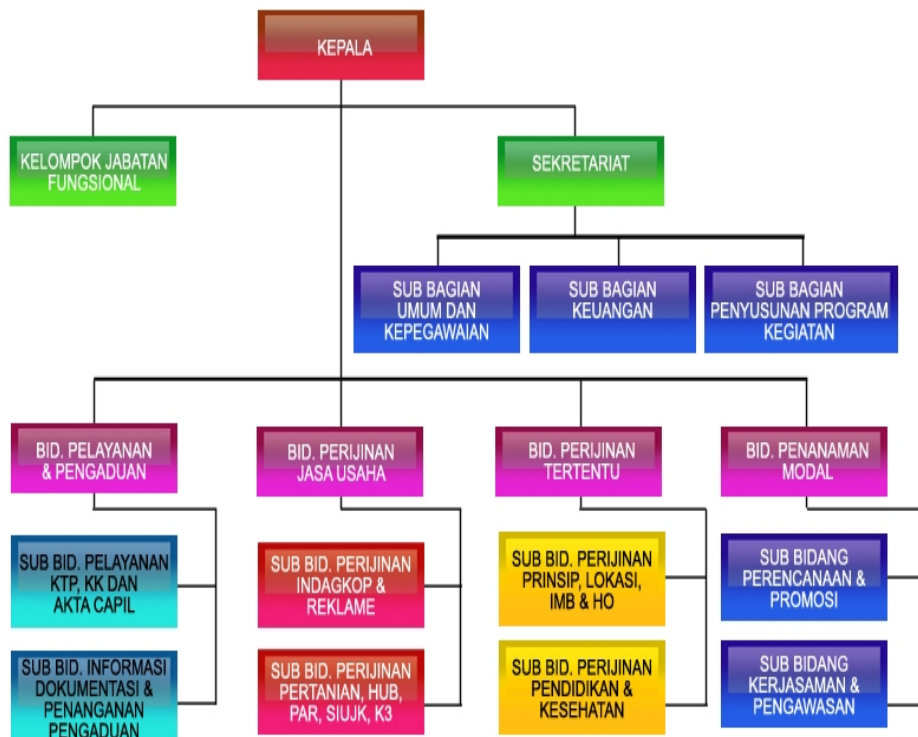 KEPALA
KELOMPOK JABATAN
FUNGSIONAL
SEKRETARIAT
SUB BAGIAN
UMUM DAN
KEPEGAWAIAN
SUB BAGIAN
KEUANGAN
SUB BAGIAN
PENYUSUNAN PROGRAM
KEGIATAN
BID. PELAYANAN
& PENGADUAN
BID. PERIJINAN
JASA USAHA
BID. PERIJINAN
TERTENTU
BID. PENANAMAN
MODAL
SUB BID. PELAYANAN
KTP, KK DAN
AKTA CAPIL
SUB BID. PERIJINAN
INDAGKOP &
REKLAME
SUB BID. PERIJINAN
PRINSIP, LOKASI,
IMB & HO
SUB BIDANG
PERENCANAAN &
PROMOSI
SUB BID. INFORMASI
DOKUMENTASI &
PENANGANAN
PENGADUAN
SUB BID. PERIJINAN
PERTANIAN, HUB,
PAR, SIUJK, K3
SUB BID. PERIJINAN
PENDIDIKAN &
KESEHATAN
SUB BIDANG
KERJASAMAN &
PENGAWASAN